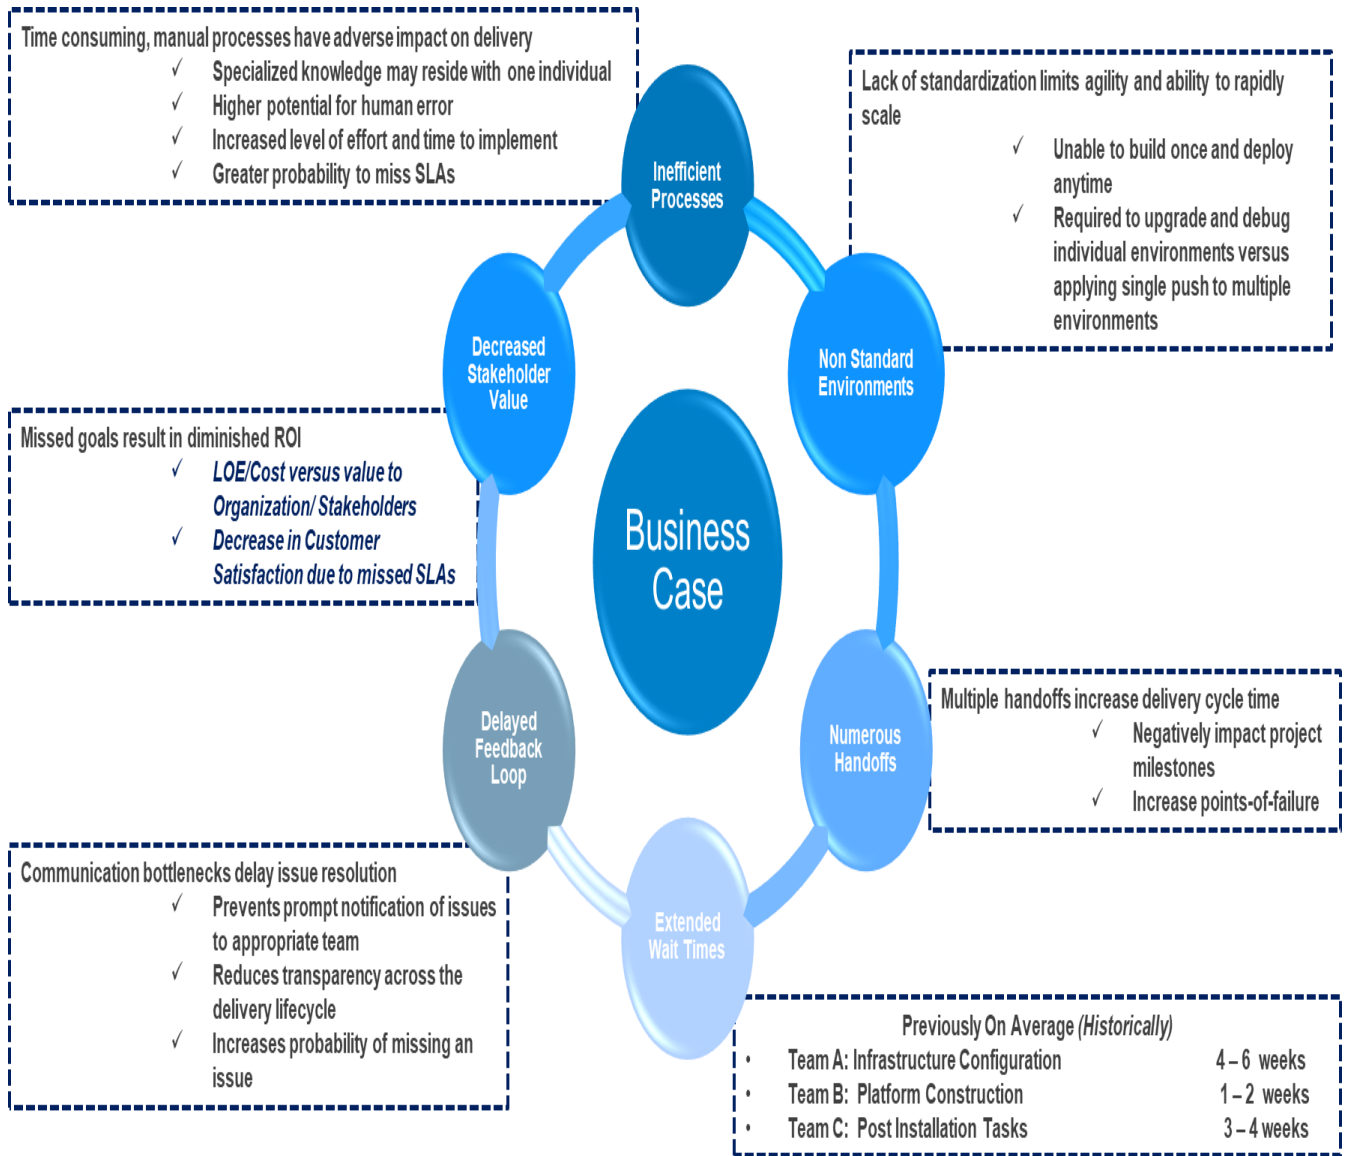 Time consuming, manual processes have adverse impact on delivery
✓ Specialized knowledge may reside with one individual
✓ Higher potential for human error
✓ Increased level of effort and time to implement
✓ Greater probability to miss SLAs
Lack of standardization limits agility and ability to rapidly
scale
✓ Unable to build once and deploy
anytime
✓ Required to upgrade and debug
individual environments versus
applying single push to multiple
environments
Inefficient
Processes
Decreased
Stakeholder
Value
Non Standard
Environments
Missed goals result in diminished ROI
✓ LOE/Cost versus value to
Organization/ Stakeholders
✓ Decrease in Customer
Satisfaction due to missed SLAs
Business
Case
Delayed
Feedback
Loop
Numerous
Handoffs
Multiple handoffs increase delivery cycle time
✓ Negatively impact project
milestones
✓ Increase points-of-failure
Communication bottlenecks delay issue resolution
✓ Prevents prompt notification of issues
to appropriate team
✓ Reduces transparency across the
delivery lifecycle
✓ Increases probability of missing an
issue
Extended
Wait Times
Previously On Average (Historically)
• Team A: Infrastructure Configuration 4 – 6 weeks
• Team B: Platform Construction 1 – 2 weeks
• Team C: Post Installation Tasks 3 – 4 weeks